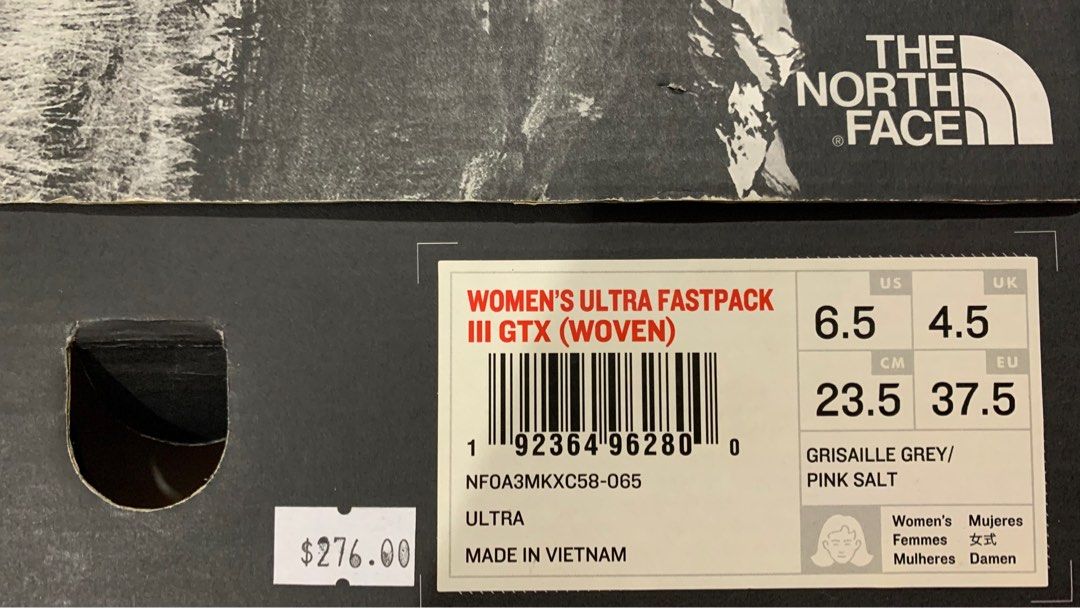 THE
NORTH
FACE
®
WOMEN'S ULTRA FASTPACK
III GTX (WOVEN)
1 92364 96280 0
NF0A3MKXC58-065
ULTRA
MADE IN VIETNAM
US
6.5
UK
4.5
CM
23.5
EU
37.5
GRISAILLE GREY/
PINK SALT
Women's Mujeres
Femmes 女式
Mulheres Damen
$276.00